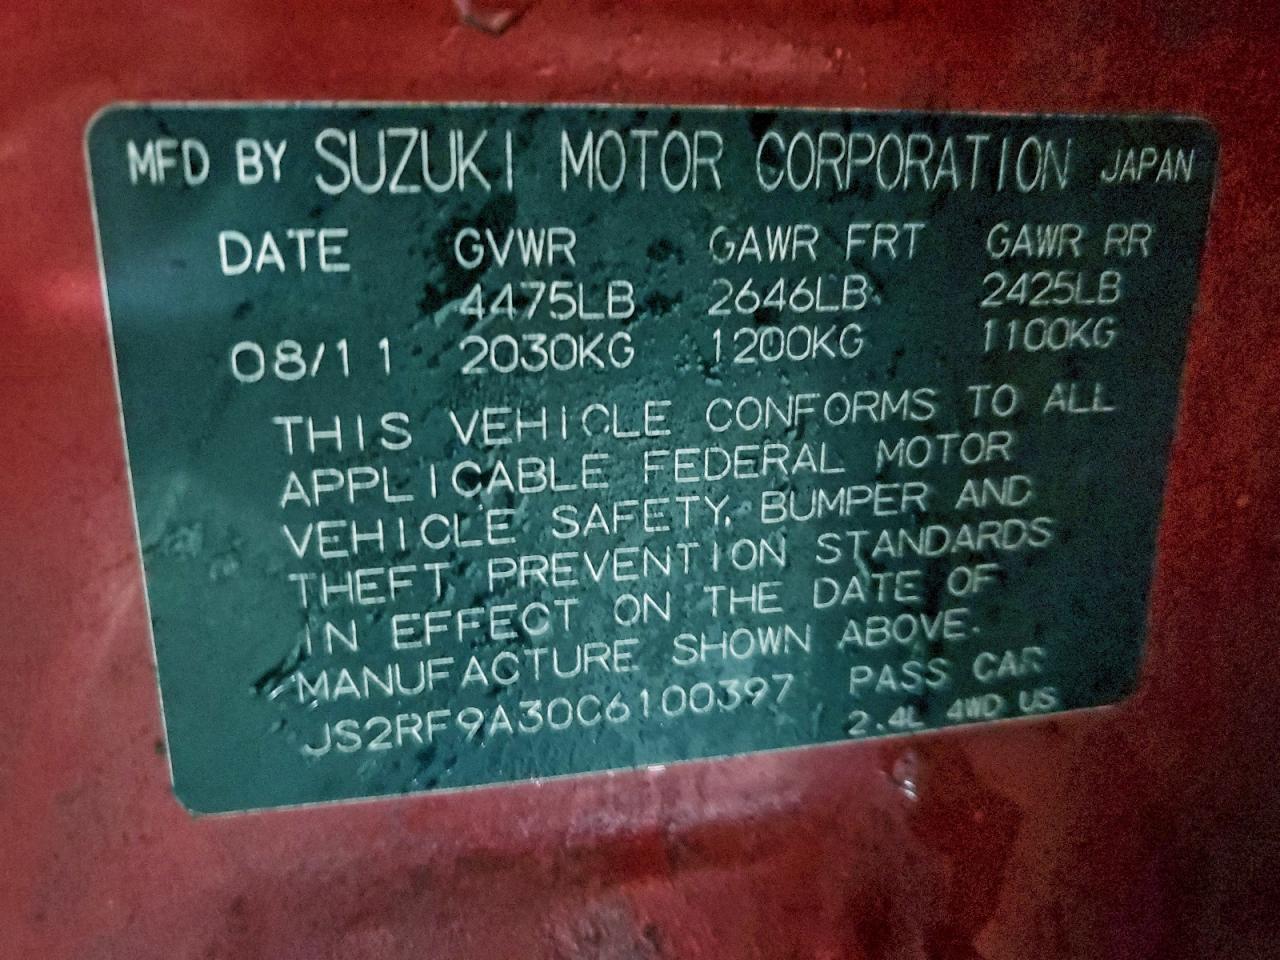 MFD BY SUZUKI MOTOR CORPORATION JAPAN
DATE GVWR GAWR FRT GAWR RR
4475LB 2646LB 2425LB
08/11 2030KG 1200KG 1100KG
THIS VEHICLE CONFORMS TO ALL
APPLICABLE FEDERAL MOTOR
VEHICLE SAFETY, BUMPER AND
THEFT PREVENTION STANDARDS
IN EFFECT ON THE DATE OF
MANUFACTURE SHOWN ABOVE.
JS2RF9A30C6100397 PASS CAR
2.4L 4WD US